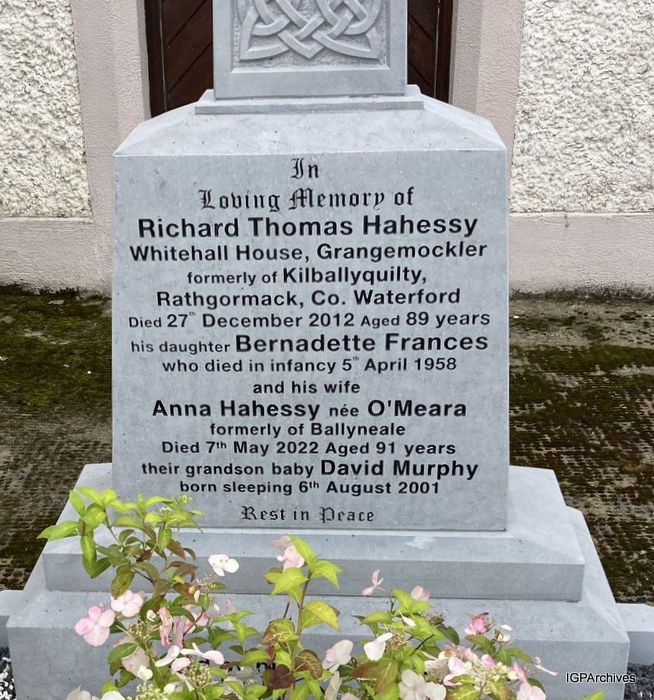 In
Loving Memory of
Richard Thomas Hahessy
Whitehall House, Grangemockler
formerly of Kilballyquilty,
Rathgormack, Co. Waterford
Died 27th December 2012 Aged 89 years
his daughter Bernadette Frances
who died in infancy 5th April 1958
and his wife
Anna Hahessy née O'Meara
formerly of Ballyneale
Died 7th May 2022 Aged 91 years
their grandson baby David Murphy
born sleeping 6th August 2001
Rest in Peace
IGPArchives